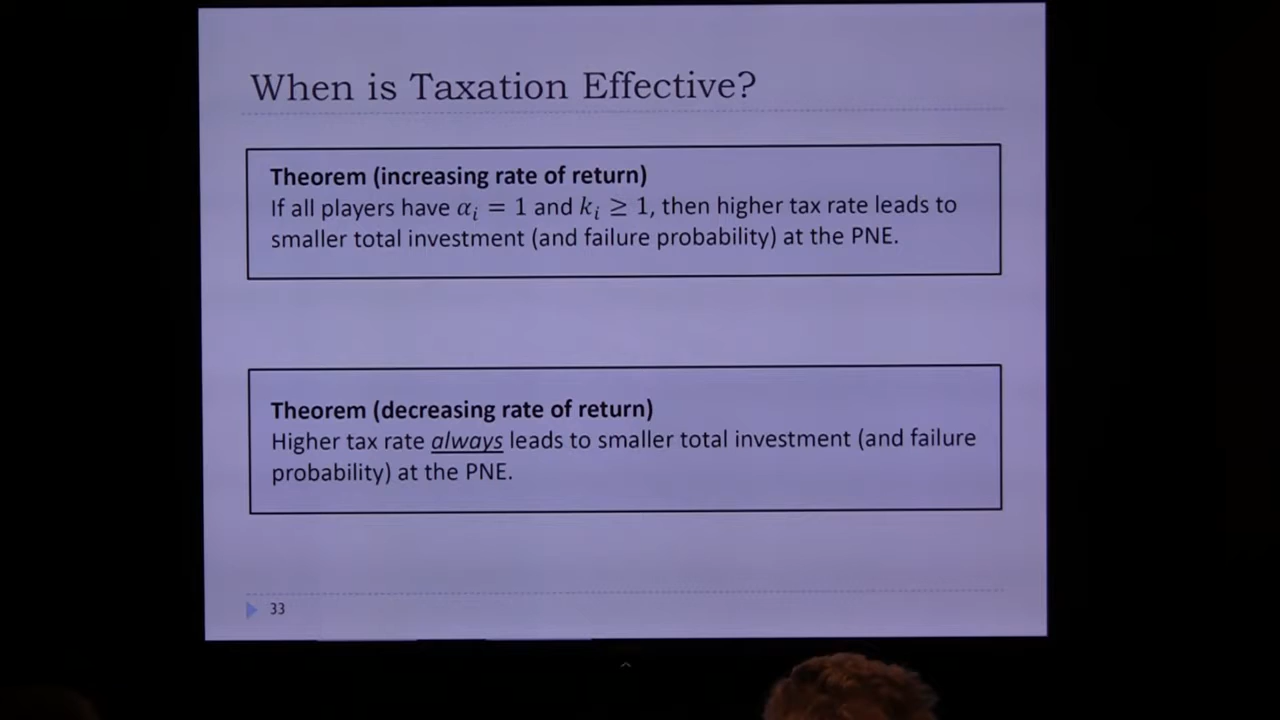 When is Taxation Effective?
Theorem (increasing rate of return)
If all players have αᵢ = 1 and kᵢ ≥ 1, then higher tax rate leads to
smaller total investment (and failure probability) at the PNE.
Theorem (decreasing rate of return)
Higher tax rate always leads to smaller total investment (and failure
probability) at the PNE.
33